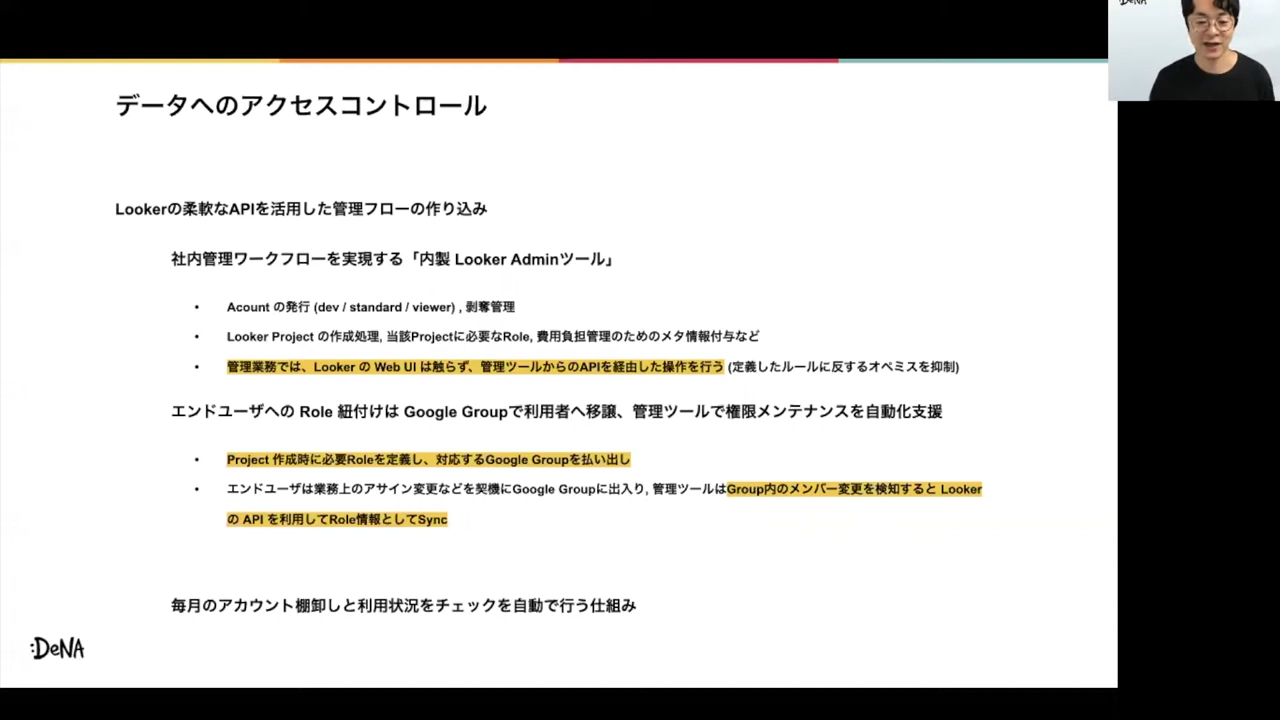 DeNA
データへのアクセスコントロール
Lookerの柔軟なAPIを活用した管理フローの作り込み
社内管理ワークフローを実現する「内製 Looker Adminツール」
• Acount の発行 (dev / standard / viewer) , 剥奪管理
• Looker Project の作成処理, 当該Projectに必要なRole, 費用負担管理のためのメタ情報付与など
• 管理業務では、Looker の Web UI は触らず、管理ツールからのAPIを経由した操作を行う (定義したルールに反するオペミスを抑制)
エンドユーザへの Role 紐付けは Google Groupで利用者へ移譲、管理ツールで権限メンテナンスを自動化支援
• Project 作成時に必要Roleを定義し、対応するGoogle Groupを払い出し
• エンドユーザは業務上のアサイン変更などを契機にGoogle Groupに出入り, 管理ツールはGroup内のメンバー変更を検知すると Looker
の API を利用してRole情報としてSync
毎月のアカウント棚卸しと利用状況をチェックを自動で行う仕組み
:DeNA